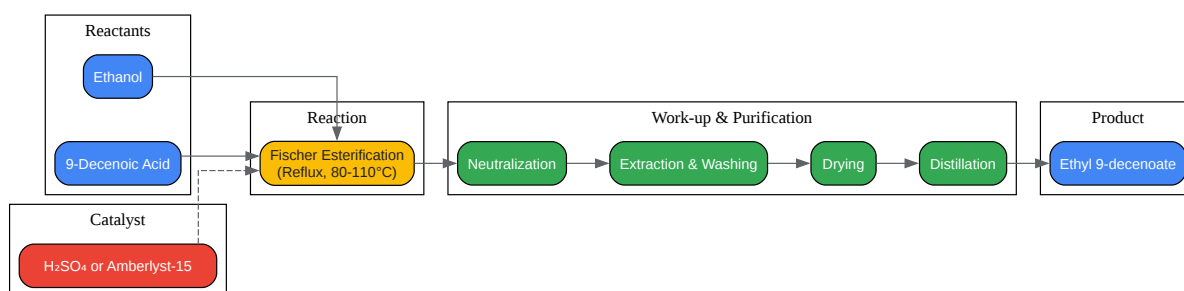 Reactants
Ethanol
9-Decenoic Acid
Catalyst
H₂SO₄ or Amberlyst-15
Reaction
Fischer Esterification
(Reflux, 80-110°C)
Work-up & Purification
Neutralization
Extraction & Washing
Drying
Distillation
Product
Ethyl 9-decenoate